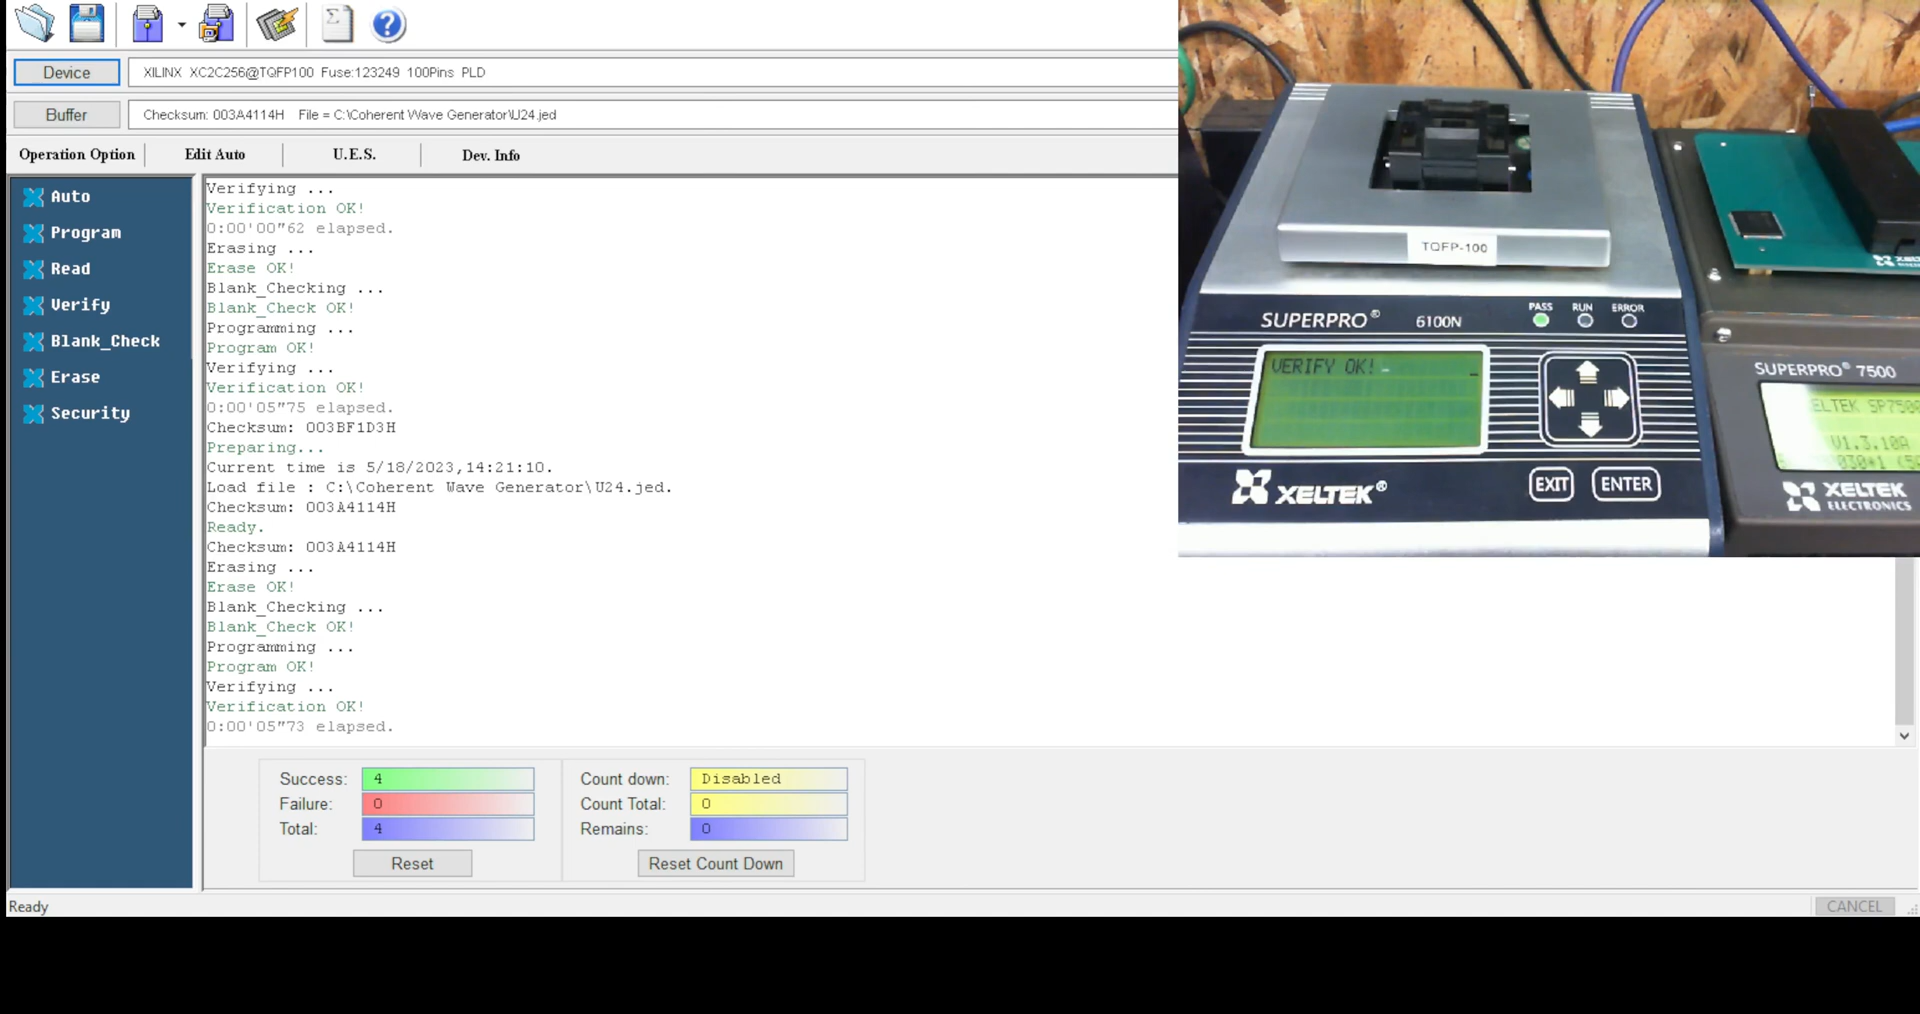 Device
XILINX XC2C256@TQFP100 Fuse:123249 100Pins PLD
Buffer
Checksum: 003A4114H File = C:\Coherent Wave Generator\U24.jed
Operation Option
Edit Auto
U.E.S.
Dev. Info
Auto
Program
Read
Verify
Blank_Check
Erase
Security
Verifying ...
Verification OK!
0:00'00"62 elapsed.
Erasing ...
Erase OK!
Blank_Checking ...
Blank_Check OK!
Programming ...
Program OK!
Verifying ...
Verification OK!
0:00'05"75 elapsed.
Checksum: 003BF1D3H
Preparing...
Current time is 5/18/2023,14:21:10.
Load file : C:\Coherent Wave Generator\U24.jed.
Checksum: 003A4114H
Ready.
Checksum: 003A4114H
Erasing ...
Erase OK!
Blank_Checking ...
Blank_Check OK!
Programming ...
Program OK!
Verifying ...
Verification OK!
0:00'05"73 elapsed.
Success: 4
Failure: 0
Total: 4
Reset
Count down: Disabled
Count Total: 0
Remains: 0
Reset Count Down
Ready
CANCEL
TQFP-100
SUPERPRO® 6100N
PASS RUN ERROR
VERIFY OK!
XELTEK®
EXIT
ENTER
SUPERPRO® 7500
V1.3.10A
XELTEK
ELECTRONICS